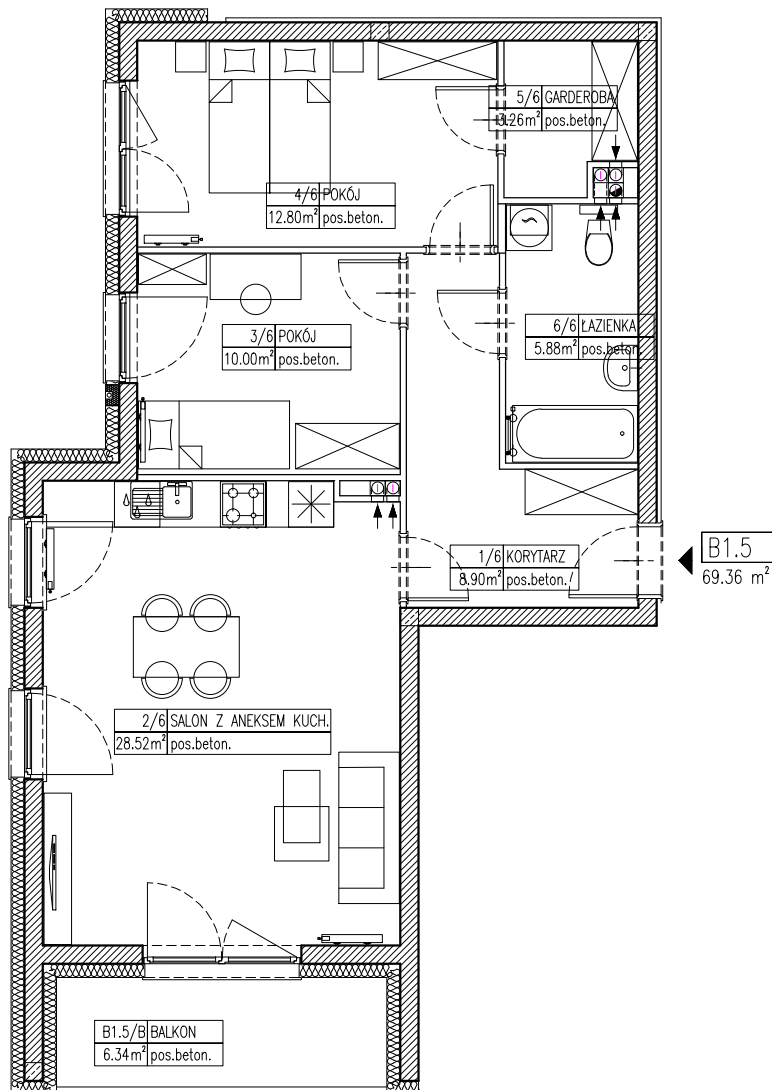 5/6 GARDEROBA
3.26m² pos.beton.
4/6 POKÓJ
12.80m² pos.beton.
3/6 POKÓJ
10.00m² pos.beton.
6/6 ŁAZIENKA
5.88m² pos.beton.
1/6 KORYTARZ
8.90m² pos.beton.
B1.5
69.36 m²
2/6 SALON Z ANEKSEM KUCH.
28.52m² pos.beton.
B1.5/B BALKON
6.34m² pos.beton.